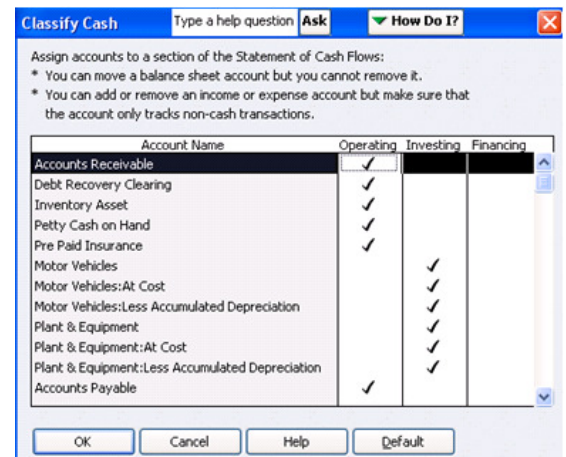 Classify Cash Type a help question Ask How Do I?
Assign accounts to a section of the Statement of Cash Flows:
* You can move a balance sheet account but you cannot remove it.
* You can add or remove an income or expense account but make sure that
the account only tracks non-cash transactions.
Account Name Operating Investing Financing
Accounts Receivable
Debt Recovery Clearing
Inventory Asset
Petty Cash on Hand
Pre Paid Insurance
Motor Vehicles
Motor Vehicles:At Cost
Motor Vehicles:Less Accumulated Depreciation
Plant & Equipment
Plant & Equipment:At Cost
Plant & Equipment:Less Accumulated Depreciation
Accounts Payable
OK Cancel Help Default